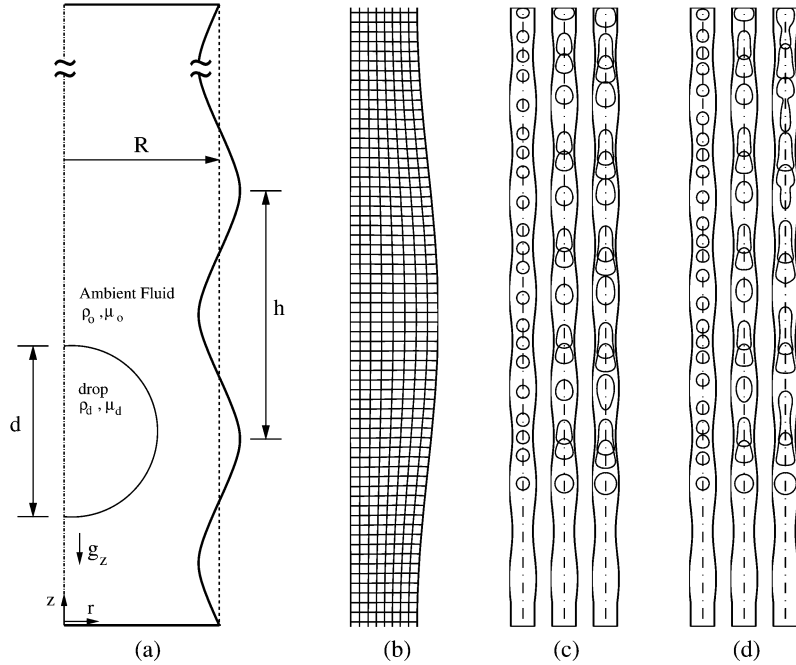 R
h
Ambient Fluid
ρo , μo
drop
ρd , μd
d
gz
z
r
(a)
(b)
(c)
(d)